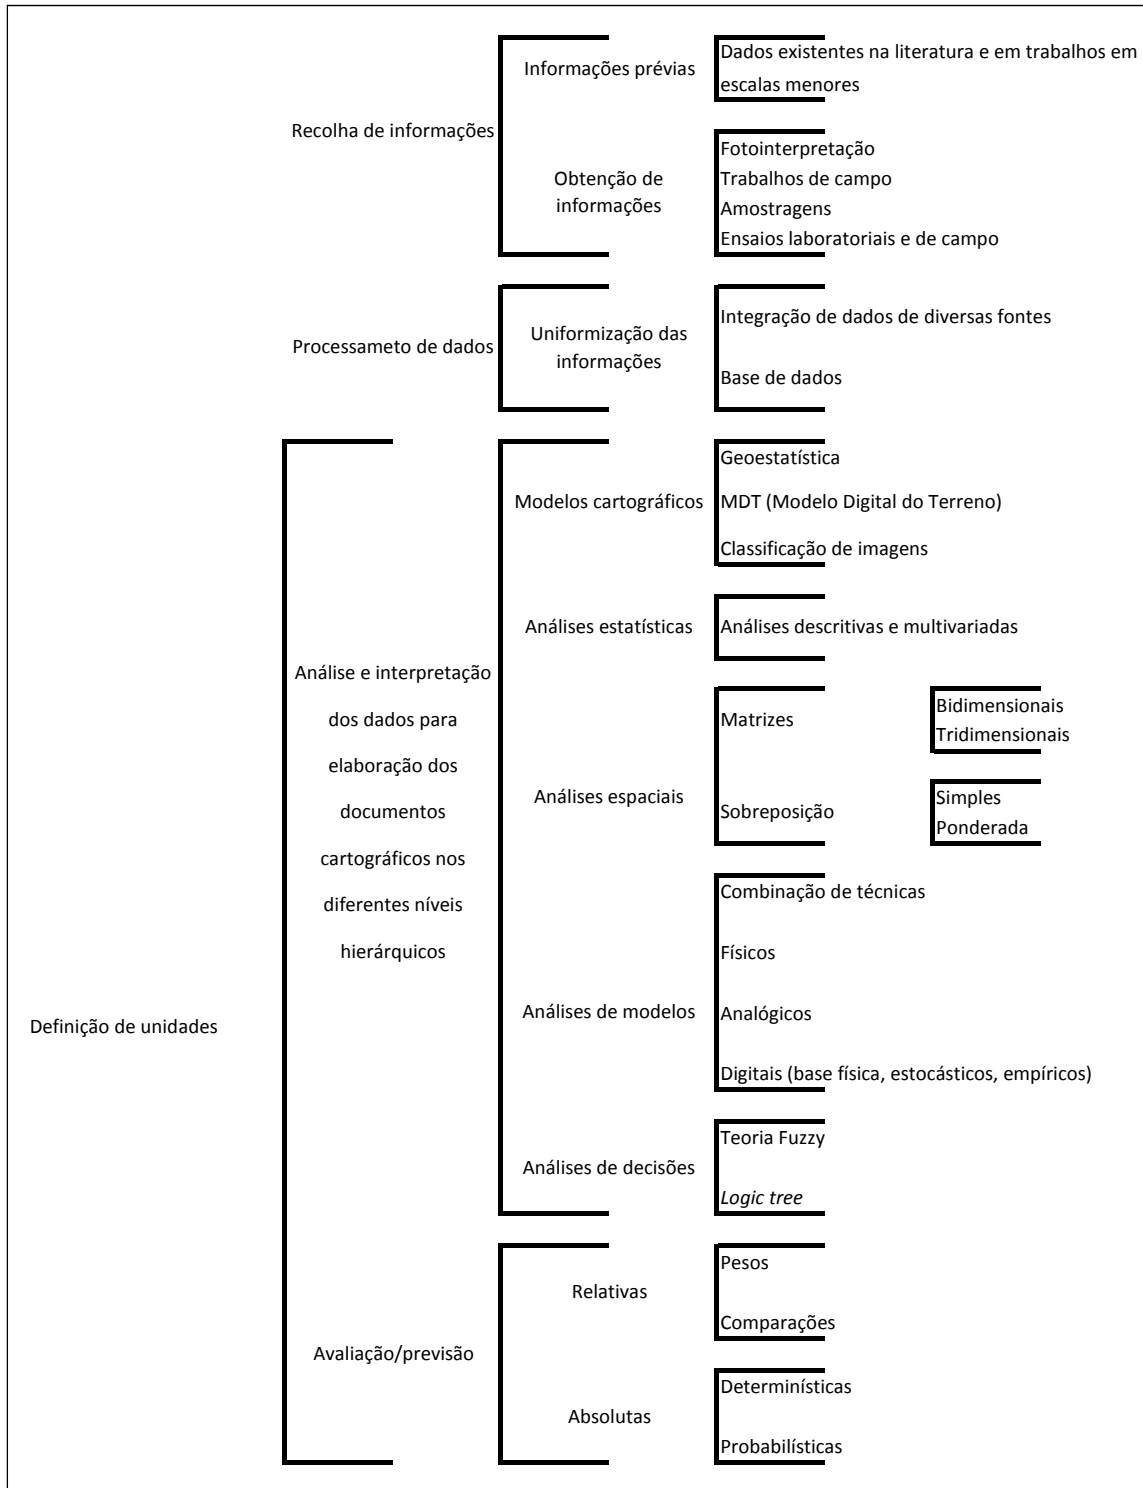 Recolha de informações
Informações prévias
Dados existentes na literatura e em trabalhos em
escalas menores
Obtenção de
informações
Fotointerpretação
Trabalhos de campo
Amostragens
Ensaios laboratoriais e de campo
Processameto de dados
Uniformização das
informações
Integração de dados de diversas fontes
Base de dados
Definição de unidades
Análise e interpretação
dos dados para
elaboração dos
documentos
cartográficos nos
diferentes níveis
hierárquicos
Modelos cartográficos
Geoestatística
MDT (Modelo Digital do Terreno)
Classificação de imagens
Análises estatísticas
Análises descritivas e multivariadas
Análises espaciais
Matrizes
Bidimensionais
Tridimensionais
Sobreposição
Simples
Ponderada
Análises de modelos
Combinação de técnicas
Físicos
Analógicos
Digitais (base física, estocásticos, empíricos)
Análises de decisões
Teoria Fuzzy
Logic tree
Avaliação/previsão
Relativas
Pesos
Comparações
Absolutas
Determinísticas
Probabilísticas